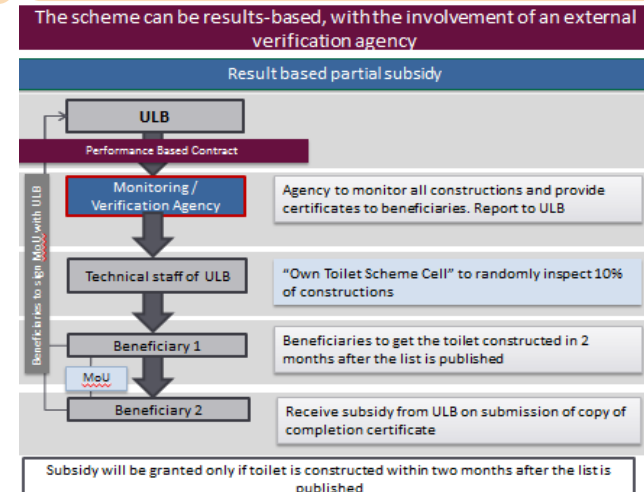 The scheme can be results-based, with the involvement of an external
verification agency
Result based partial subsidy
ULB
Performance Based Contract
Monitoring /
Verification Agency
Agency to monitor all constructions and provide
certificates to beneficiaries. Report to ULB
Beneficiaries to sign MoU with ULB
Technical staff of ULB
“Own Toilet Scheme Cell” to randomly inspect 10%
of constructions
Beneficiary 1
Beneficiaries to get the toilet constructed in 2
months after the list is published
MoU
Beneficiary 2
Receive subsidy from ULB on submission of copy of
completion certificate
Subsidy will be granted only if toilet is constructed within two months after the list is
published